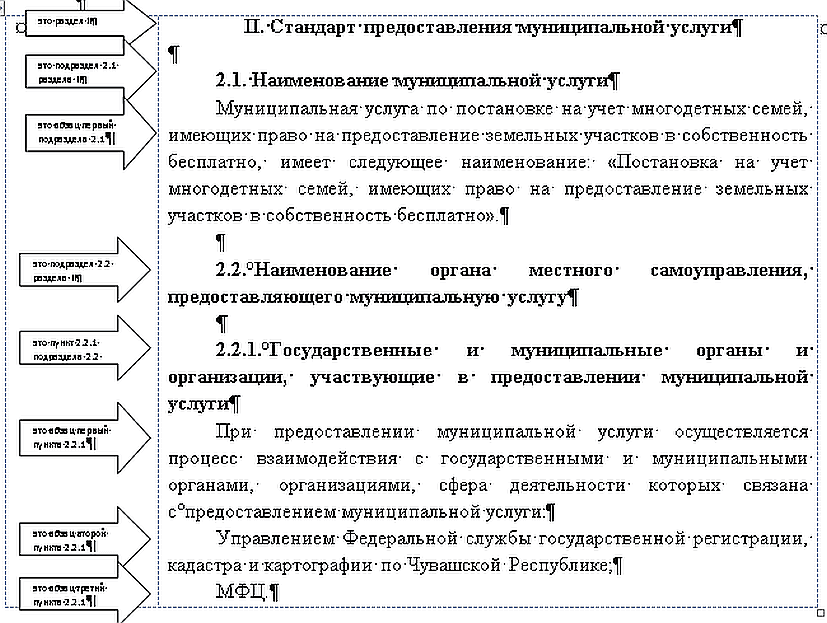 это раздел II
II. Стандарт предоставления муниципальной услуги
это подраздел 2.1
раздела II
2.1. Наименование муниципальной услуги
это абзац первый
подраздела 2.1
Муниципальная услуга по постановке на учет многодетных семей,
имеющих право на предоставление земельных участков в собственность
бесплатно, имеет следующее наименование: «Постановка на учет
многодетных семей, имеющих право на предоставление земельных
участков в собственность бесплатно».
это подраздел 2.2
раздела II
2.2. Наименование органа местного самоуправления,
предоставляющего муниципальную услугу
это пункт 2.2.1
подраздела 2.2
2.2.1. Государственные и муниципальные органы и
организации, участвующие в предоставлении муниципальной
услуги
это абзац первый
пункта 2.2.1
При предоставлении муниципальной услуги осуществляется
процесс взаимодействия с государственными и муниципальными
органами, организациями, сфера деятельности которых связана
с предоставлением муниципальной услуги:
это абзац второй
пункта 2.2.1
Управлением Федеральной службы государственной регистрации,
кадастра и картографии по Чувашской Республике;
это абзац третий
пункта 2.2.1
МФЦ.